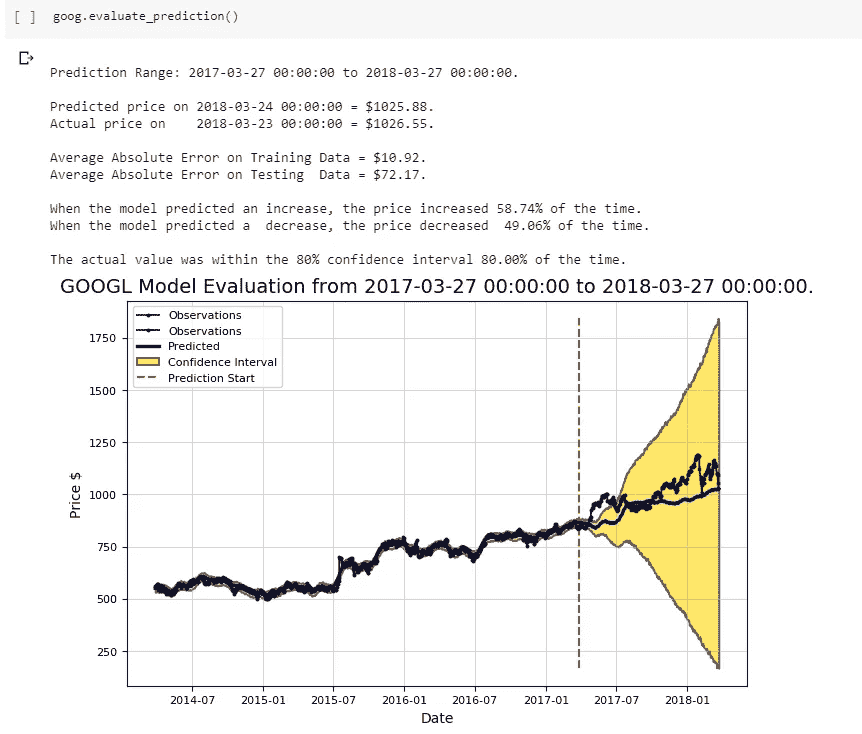 [ ] goog.evaluate_prediction()
Prediction Range: 2017-03-27 00:00:00 to 2018-03-27 00:00:00.
Predicted price on 2018-03-24 00:00:00 = $1025.88.
Actual price on    2018-03-23 00:00:00 = $1026.55.
Average Absolute Error on Training Data = $10.92.
Average Absolute Error on Testing  Data = $72.17.
When the model predicted an increase, the price increased 58.74% of the time.
When the model predicted a  decrease, the price decreased  49.06% of the time.
The actual value was within the 80% confidence interval 80.00% of the time.
GOOGL Model Evaluation from 2017-03-27 00:00:00 to 2018-03-27 00:00:00.
Observations
Observations
Predicted
Confidence Interval
Prediction Start
1750
1500
1250
1000
750
500
250
Price $
2014-07 2015-01 2015-07 2016-01 2016-07 2017-01 2017-07 2018-01
Date